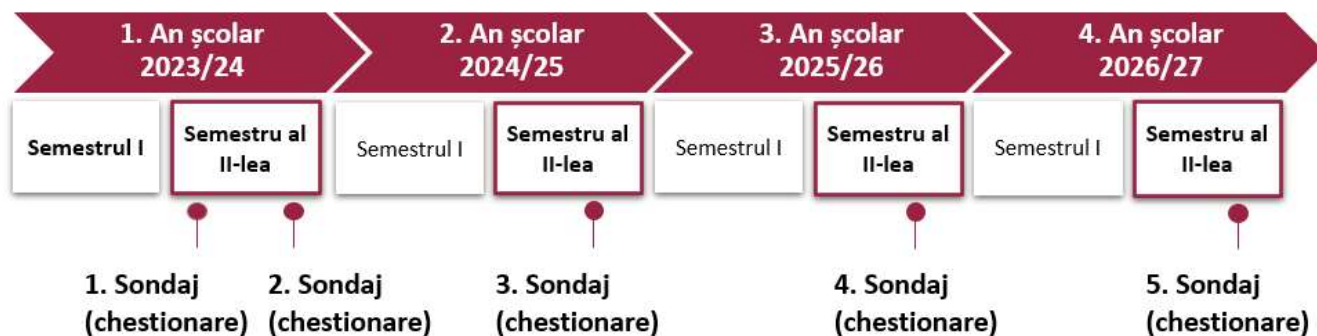 1. An școlar
2023/24
2. An școlar
2024/25
3. An școlar
2025/26
4. An școlar
2026/27
Semestrul I
Semestru al
II-lea
Semestrul I
Semestru al
II-lea
Semestrul I
Semestru al
II-lea
Semestrul I
Semestru al
II-lea
1. Sondaj
(chestionare)
2. Sondaj
(chestionare)
3. Sondaj
(chestionare)
4. Sondaj
(chestionare)
5. Sondaj
(chestionare)